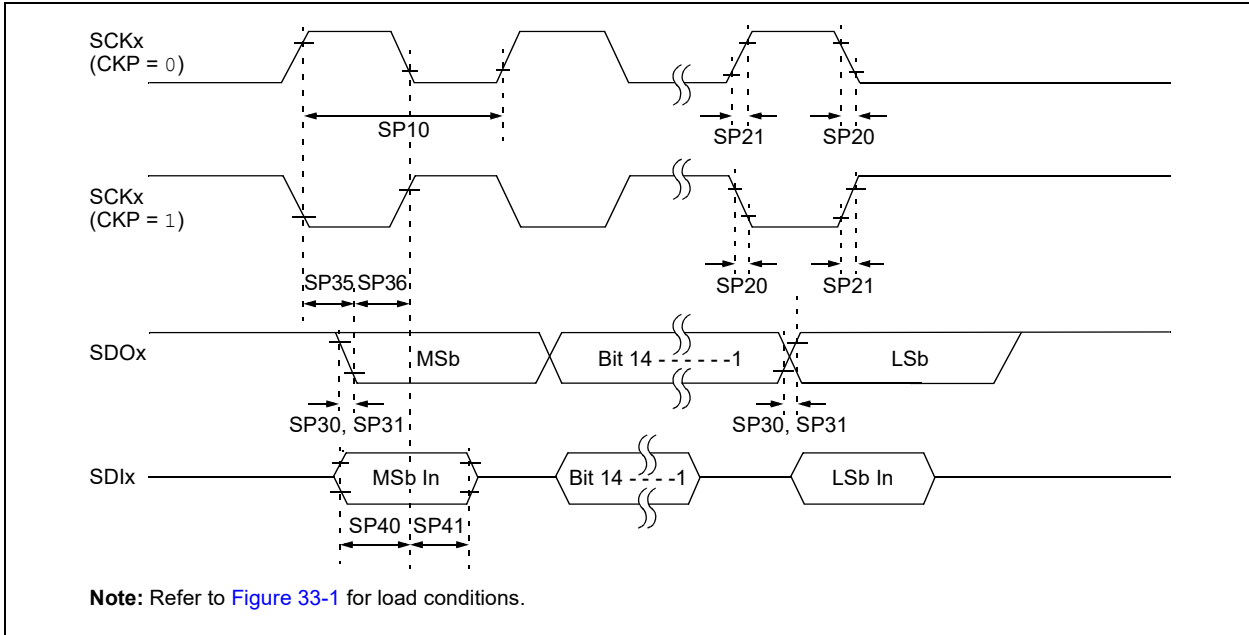 SCKx
(CKP = 0)
SP10
SP21
SP20
SCKx
(CKP = 1)
SP35
SP36
SP20
SP21
SDOx
MSb
Bit 14 - - - - - -1
LSb
SP30, SP31
SP30, SP31
SDIx
MSb In
Bit 14 - - - -1
LSb In
SP40
SP41
Note: Refer to Figure 33-1 for load conditions.